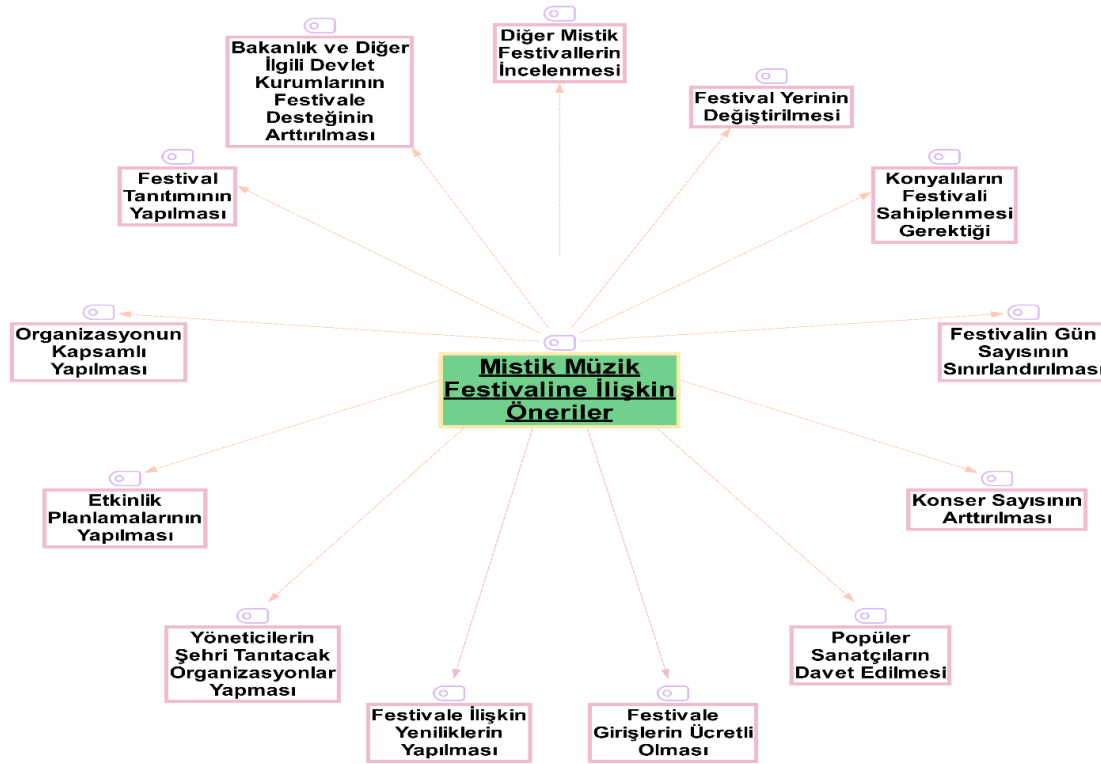 Diğer Mistik
Festivallerin
İncelenmesi
Bakanlık ve Diğer
İlgili Devlet
Kurumlarının
Festivale
Desteğinin
Arttırılması
Festival Yerinin
Değiştirilmesi
Festival
Tanıtımının
Yapılması
Konyalıların
Festivali
Sahiplenmesi
Gerektiği
Organizasyonun
Kapsamlı
Yapılması
Festivalin Gün
Sayısının
Sınırlandırılması
Mistik Müzik
Festivaline İlişkin
Öneriler
Etkinlik
Planlamalarının
Yapılması
Konser Sayısının
Arttırılması
Yöneticilerin
Şehri Tanıtacak
Organizasyonlar
Yapması
Popüler
Sanatçıların
Davet Edilmesi
Festivale İlişkin
Yeniliklerin
Yapılması
Festivale
Girişlerin Ücretli
Olması